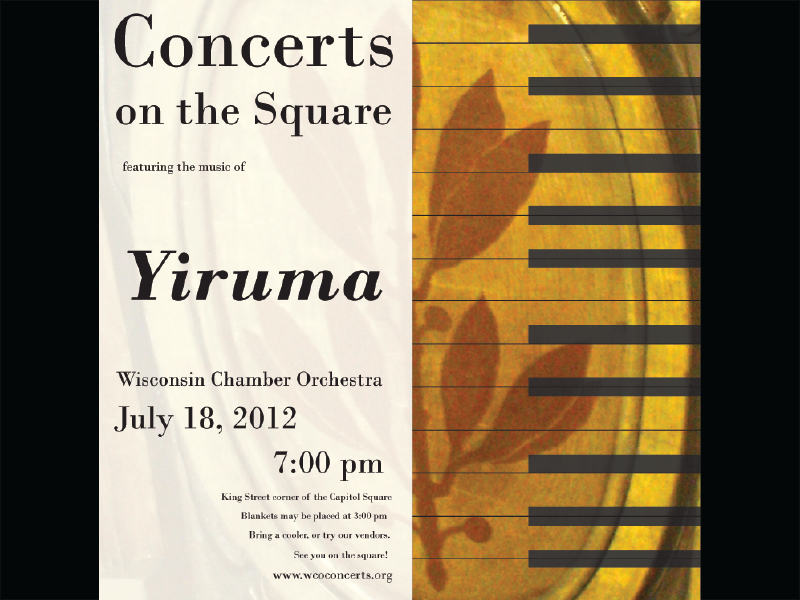 Concerts
on the Square
featuring the music of
Yiruma
Wisconsin Chamber Orchestra
July 18, 2012
7:00 pm
King Street corner of the Capitol Square
Blankets may be placed at 3:00 pm
Bring a cooler, or try our vendors.
See you on the square!
www.wcoconcerts.org